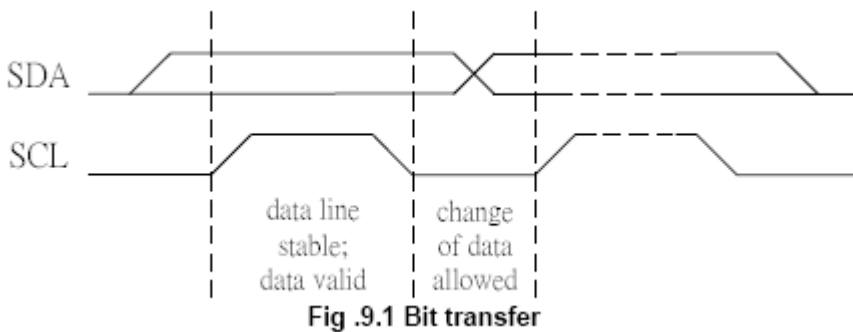 SDA
SCL
data line
stable;
data valid
change
of data
allowed
Fig .9.1 Bit transfer